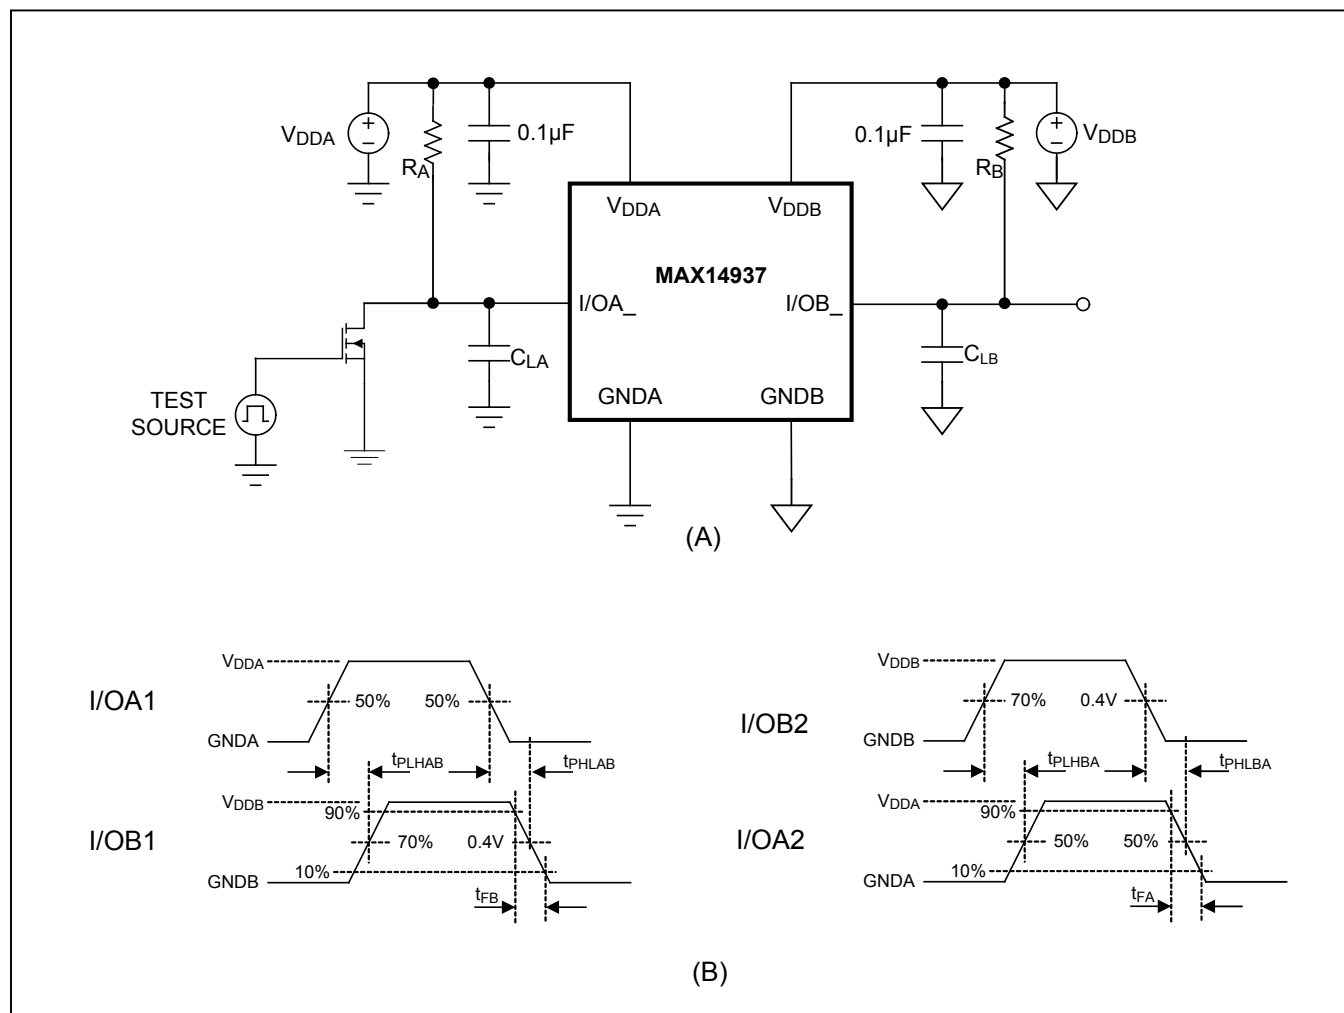 VDDA
RA
0.1µF
0.1µF
RB
VDDB
VDDA
VDDB
MAX14937
I/OA_
I/OB_
CLA
CLB
GNDA
GNDB
TEST
SOURCE
(A)
I/OA1
VDDA
50%
50%
GNDA
tPLHAB
tPHLAB
I/OB1
VDDB
90%
70%
0.4V
10%
GNDB
tFB
I/OB2
VDDB
70%
0.4V
GNDB
tPLHBA
tPHLBA
I/OA2
VDDA
90%
50%
50%
10%
GNDA
tFA
(B)